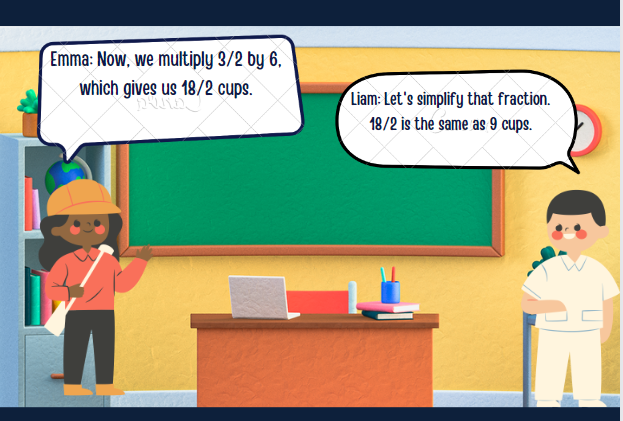 Emma: Now, we multiply 3/2 by 6,
which gives us 18/2 cups.
Liam: Let's simplify that fraction.
18/2 is the same as 9 cups.